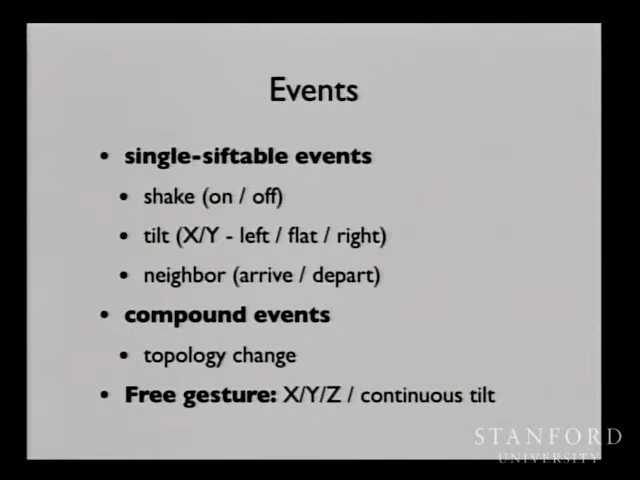 Events
• single-siftable events
• shake (on / off)
• tilt (X/Y - left / flat / right)
• neighbor (arrive / depart)
• compound events
• topology change
• Free gesture: X/Y/Z / continuous tilt
STANFORD
UNIVERSITY